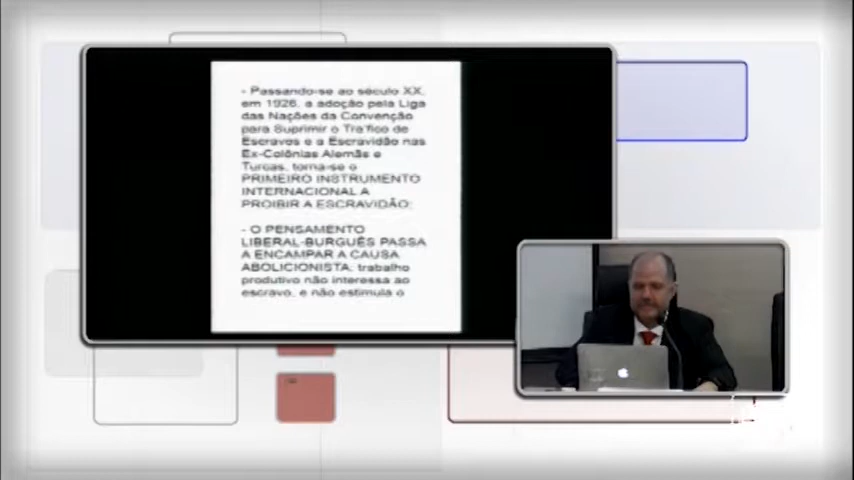 - Passando-se ao século XX,
em 1926, a adoção pela Liga
das Nações da Convenção
para Suprimir o Tráfico de
Escravos e a Escravidão nas
Ex-Colônias Alemãs e
Turcas, torna-se o
PRIMEIRO INSTRUMENTO
INTERNACIONAL A
PROIBIR A ESCRAVIDÃO;
- O PENSAMENTO
LIBERAL-BURGUÊS PASSA
A ENCAMPAR A CAUSA
ABOLICIONISTA: trabalho
produtivo não interessa ao
escravo, e não estimula o